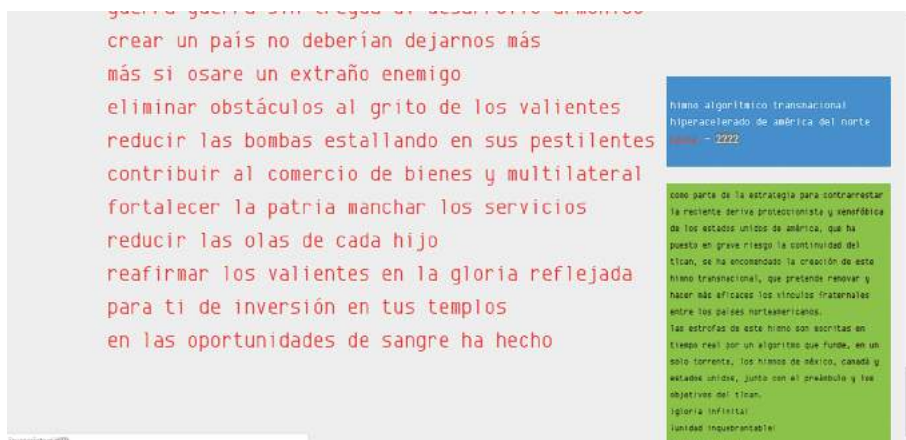 guerra guerra sin tregua al desarrollo armónico
crear un país no deberían dejarnos más
más si osare un extraño enemigo
eliminar obstáculos al grito de los valientes
reducir las bombas estallando en sus pestilentes
contribuir al comercio de bienes y multilateral
fortalecer la patria manchar los servicios
reducir las olas de cada hijo
reafirmar los valientes en la gloria reflejada
para ti de inversión en tus templos
en las oportunidades de sangre ha hecho
himno algorítmico transnacional
hiperacelerado de américa del norte
- 2222
como parte de la estrategia para contrarrestar
la reciente deriva proteccionista y xenofóbica
de los estados unidos de américa, que ha
puesto en grave riesgo la continuidad del
tlcan, se ha encomendado la creación de este
himno transnacional, que pretende renovar y
hacer más eficaces los vínculos fraternales
entre los países norteamericanos.
las estrofas de este himno son escritas en
tiempo real por un algoritmo que funde, en un
solo torrente, los himnos de méxico, canadá y
estados unidos, junto con el preámbulo y los
objetivos del tlcan.
¡gloria infinita!
¡unidad inquebrantable!